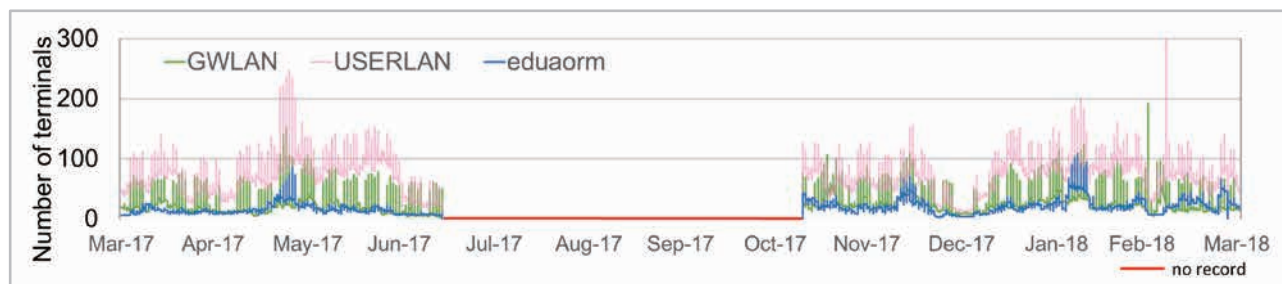 Number of terminals
300
200
100
0
GWLAN USERLAN eduaorm
Mar-17 Apr-17 May-17 Jun-17 Jul-17 Aug-17 Sep-17 Oct-17 Nov-17 Dec-17 Jan-18 Feb-18 Mar-18
no record